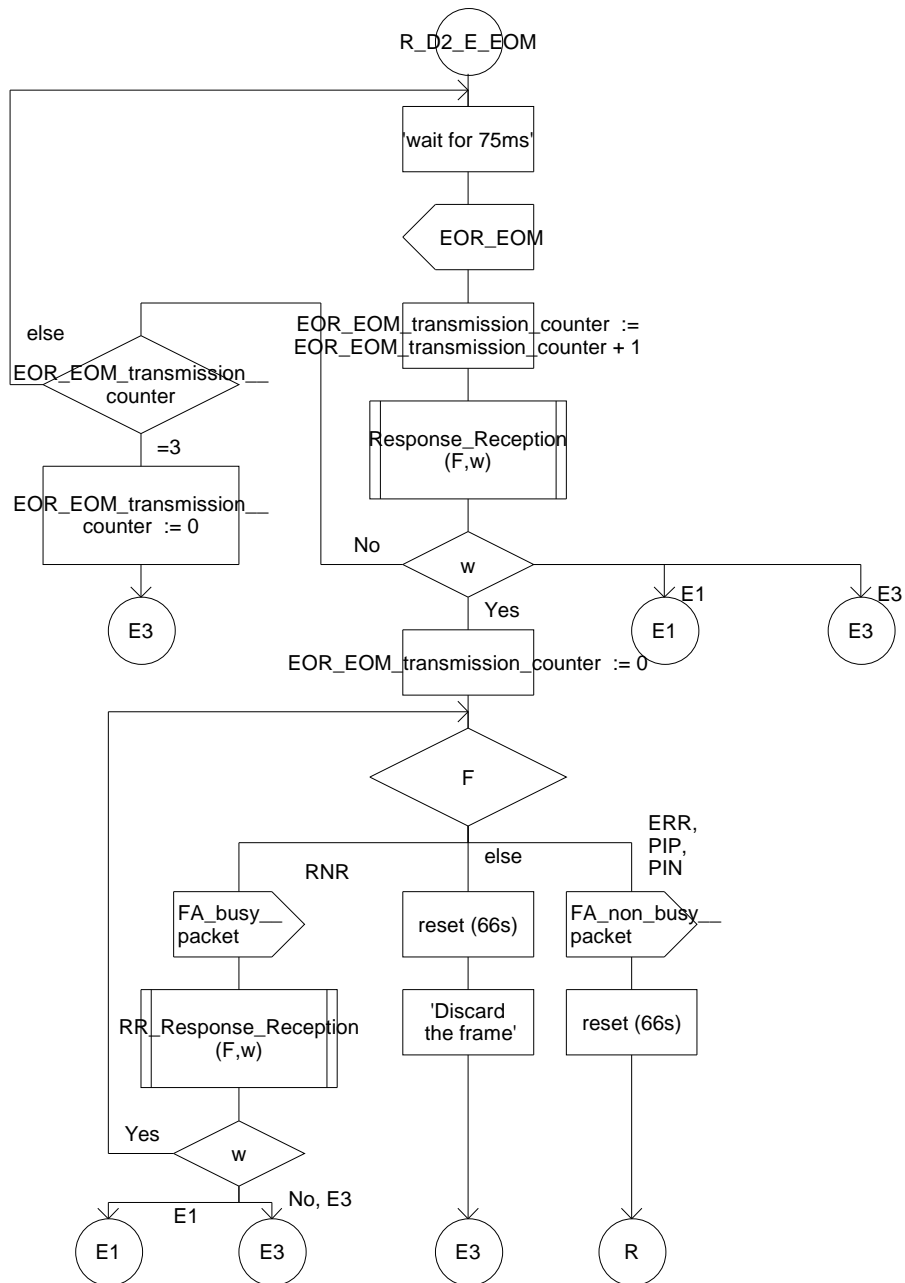 R_D2_E_EOM
'wait for 75ms'
EOR_EOM
EOR_EOM_transmission_counter :=
EOR_EOM_transmission_counter + 1
else
EOR_EOM_transmission__
counter
=3
Response_Reception
(F,w)
EOR_EOM_transmission__
counter := 0
No
w
Yes
E1
E3
E3
E1
E3
EOR_EOM_transmission_counter := 0
F
RNR
else
ERR,
PIP,
PIN
FA_busy__
packet
reset (66s)
FA_non_busy__
packet
RR_Response_Reception
(F,w)
'Discard
the frame'
reset (66s)
Yes
w
E1
No, E3
E1
E3
E3
R